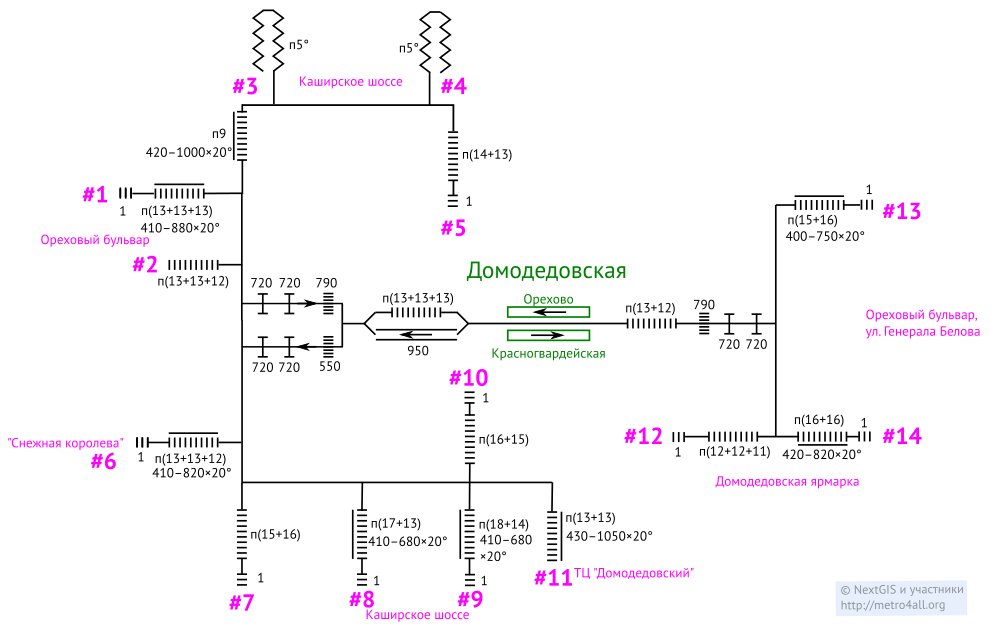 п5°
п5°
#3
Каширское шоссе
#4
п9
420–1000×20°
п(14+13)
#1
1
п(13+13+13)
410–880×20°
1
#5
1
#13
п(15+16)
400–750×20°
Ореховый бульвар
#2
п(13+13+12)
Домодедовская
720
720
790
п(13+13+13)
Орехово
п(13+12)
790
Ореховый бульвар,
ул. Генерала Белова
720
720
550
950
Красногвардейская
720
720
#10
1
"Снежная королева"
#6
1
п(13+13+12)
410–820×20°
п(16+15)
#12
1
п(12+12+11)
п(16+16)
1
#14
420–820×20°
Домодедовская ярмарка
п(15+16)
п(17+13)
410–680×20°
п(18+14)
410–680
×20°
п(13+13)
430–1050×20°
1
#7
1
#8
1
#9
#11
ТЦ "Домодедовский"
Каширское шоссе
© NextGIS и участники
http://metro4all.org